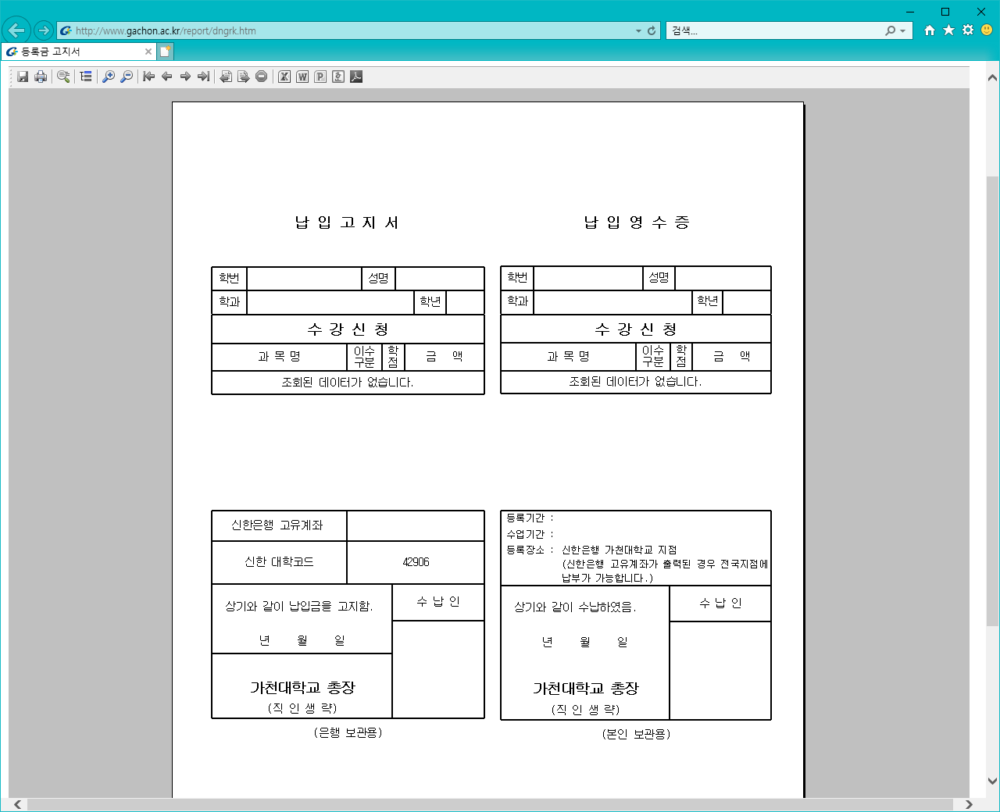 http://www.gachon.ac.kr/report/dngrk.htm
검색...
등록금 고지서
납 입 고 지 서
학번
성명
학과
학년
수 강 신 청
과 목 명
이수
구분
학
점
금 액
조회된 데이터가 없습니다.
신한은행 고유계좌
신한 대학코드
42906
상기와 같이 납입금을 고지함.
수 납 인
년 월 일
가천대학교 총장
(직 인 생 략)
(은행 보관용)
납 입 영 수 증
학번
성명
학과
학년
수 강 신 청
과 목 명
이수
구분
학
점
금 액
조회된 데이터가 없습니다.
등록기간 :
수업기간 :
등록장소 : 신한은행 가천대학교 지점
(신한은행 고유계좌가 출력된 경우 전국지점에
납부가 가능합니다.)
상기와 같이 수납하였음.
수 납 인
년 월 일
가천대학교 총장
(직 인 생 략)
(본인 보관용)